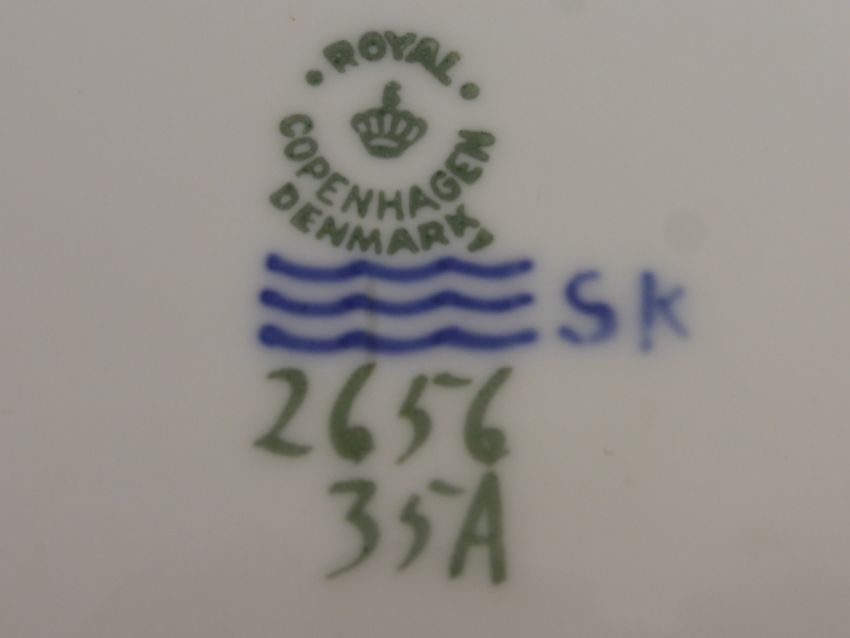 ROYAL
COPENHAGEN
DENMARK
SK
2656
35A